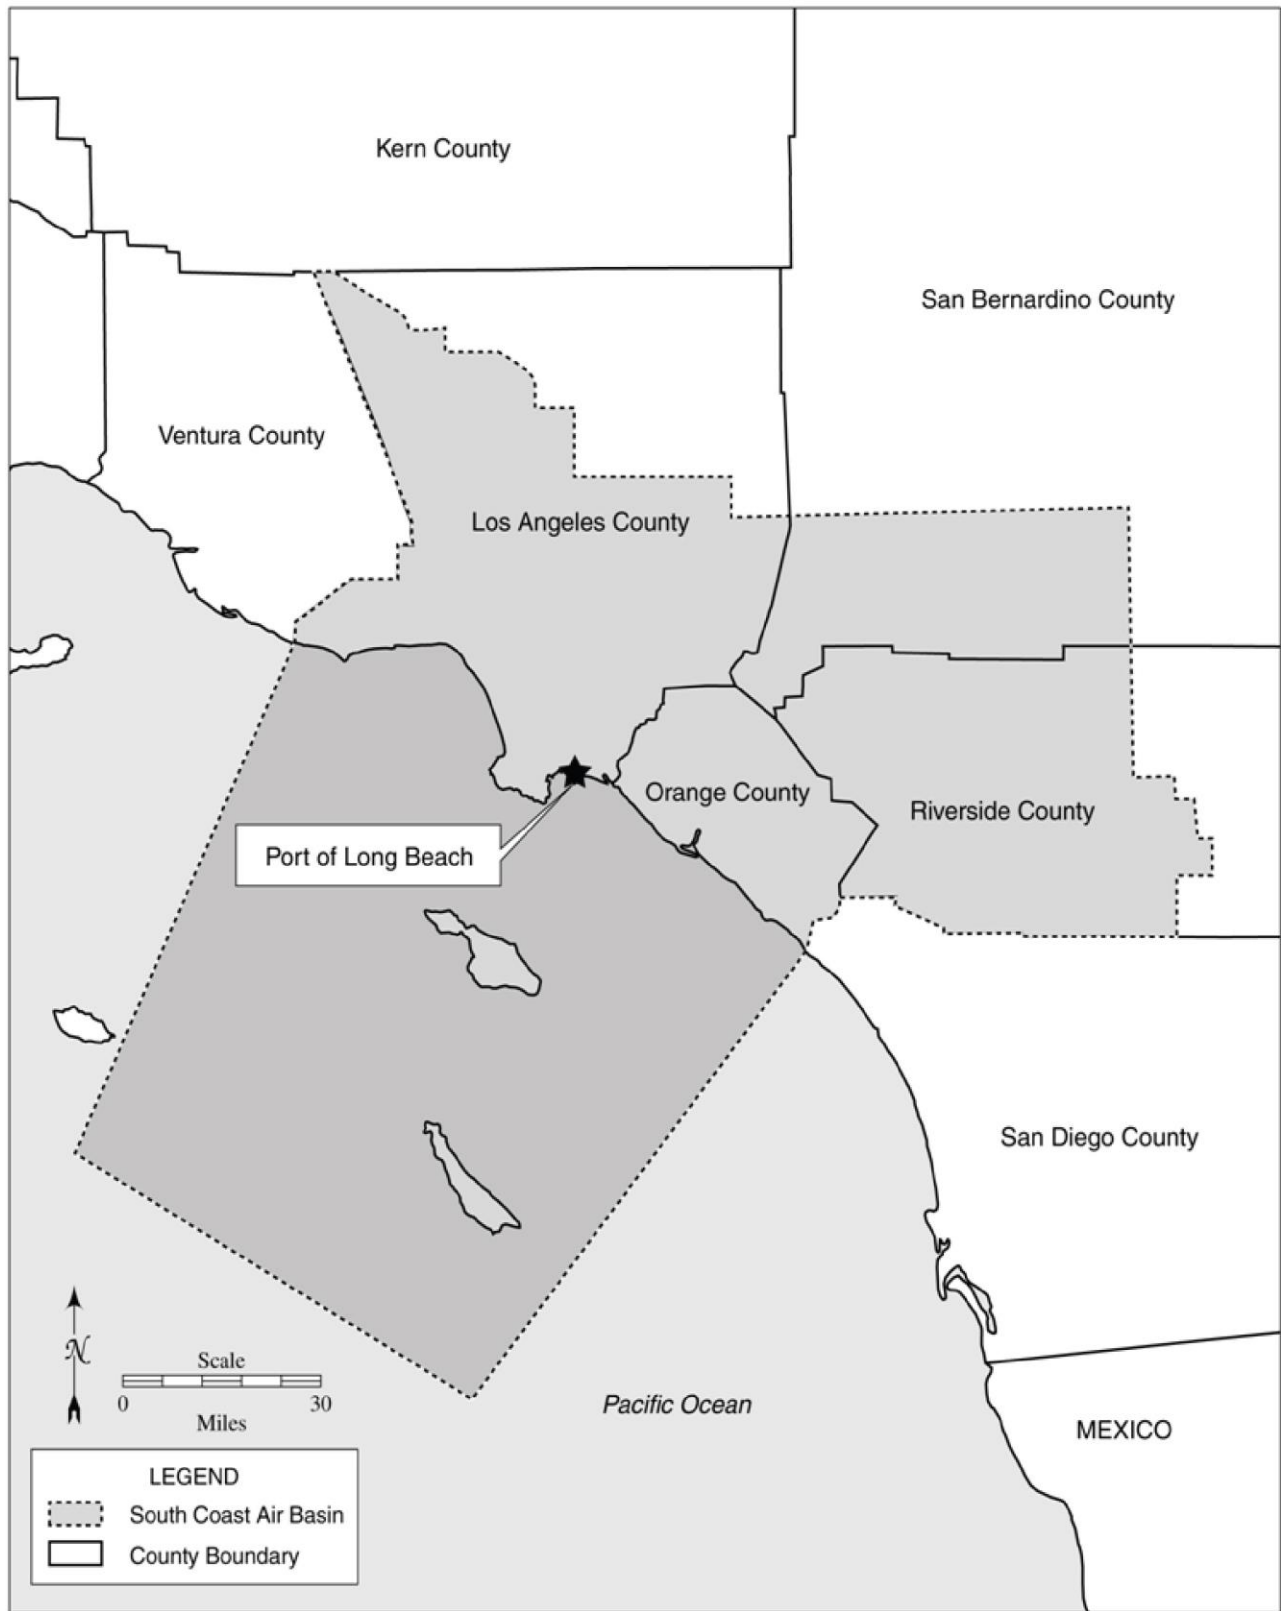 Kern County
San Bernardino County
Ventura County
Los Angeles County
Orange County
Riverside County
Port of Long Beach
San Diego County
N
Scale
0 30
Miles
Pacific Ocean
MEXICO
LEGEND
South Coast Air Basin
County Boundary